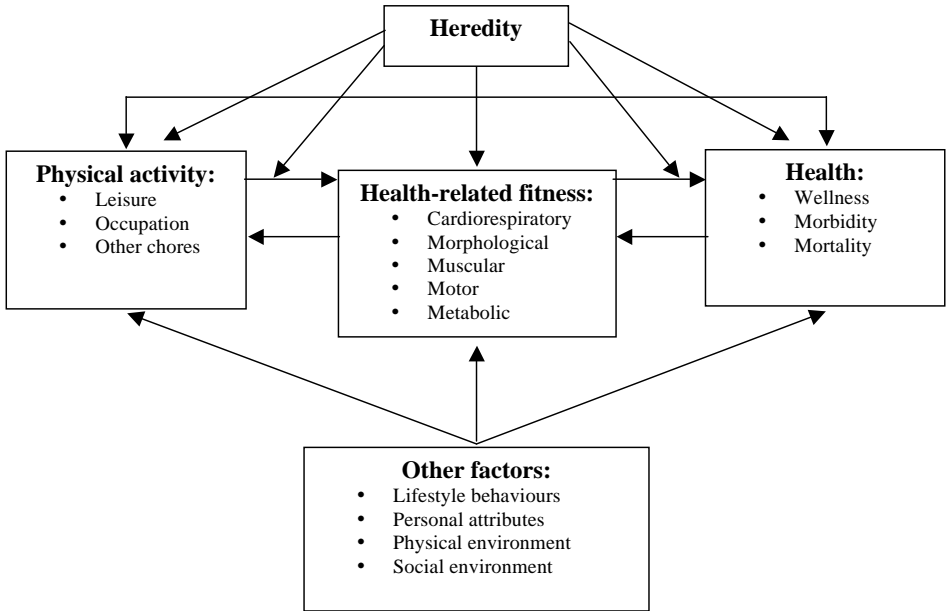 Heredity
Physical activity:
• Leisure
• Occupation
• Other chores
Health-related fitness:
• Cardiorespiratory
• Morphological
• Muscular
• Motor
• Metabolic
Health:
• Wellness
• Morbidity
• Mortality
Other factors:
• Lifestyle behaviours
• Personal attributes
• Physical environment
• Social environment